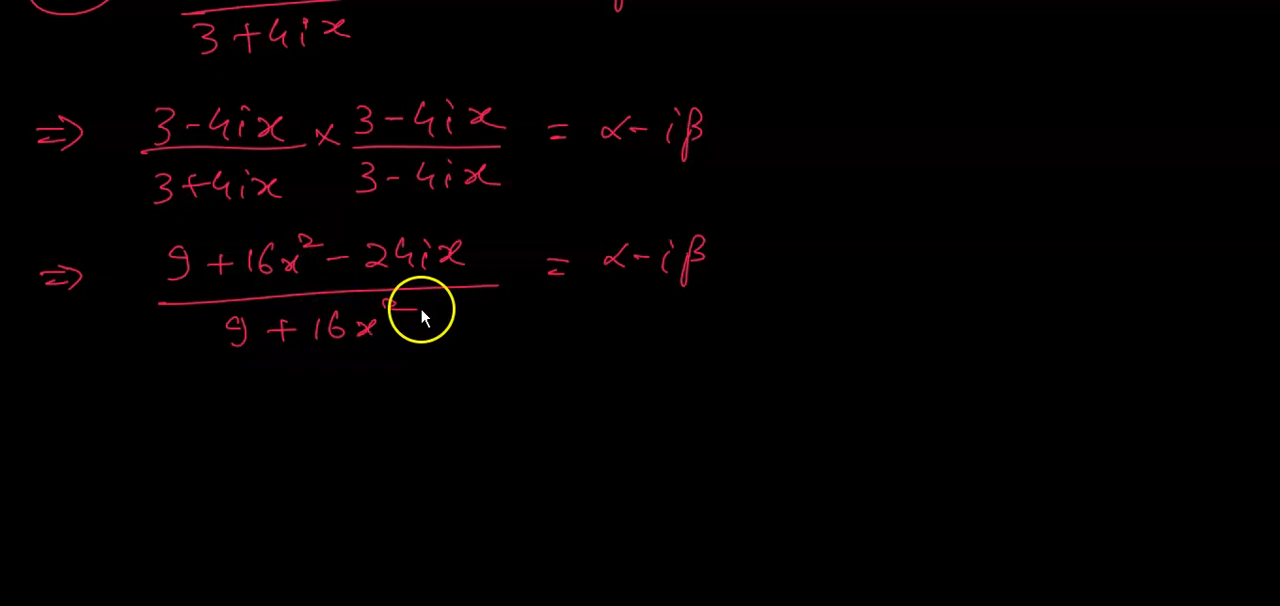 3+4ix
⇒ 3-4ix/3+4ix × 3-4ix/3-4ix = α-iβ
⇒ 9+16x²-24ix/9+16x² = α-iβ